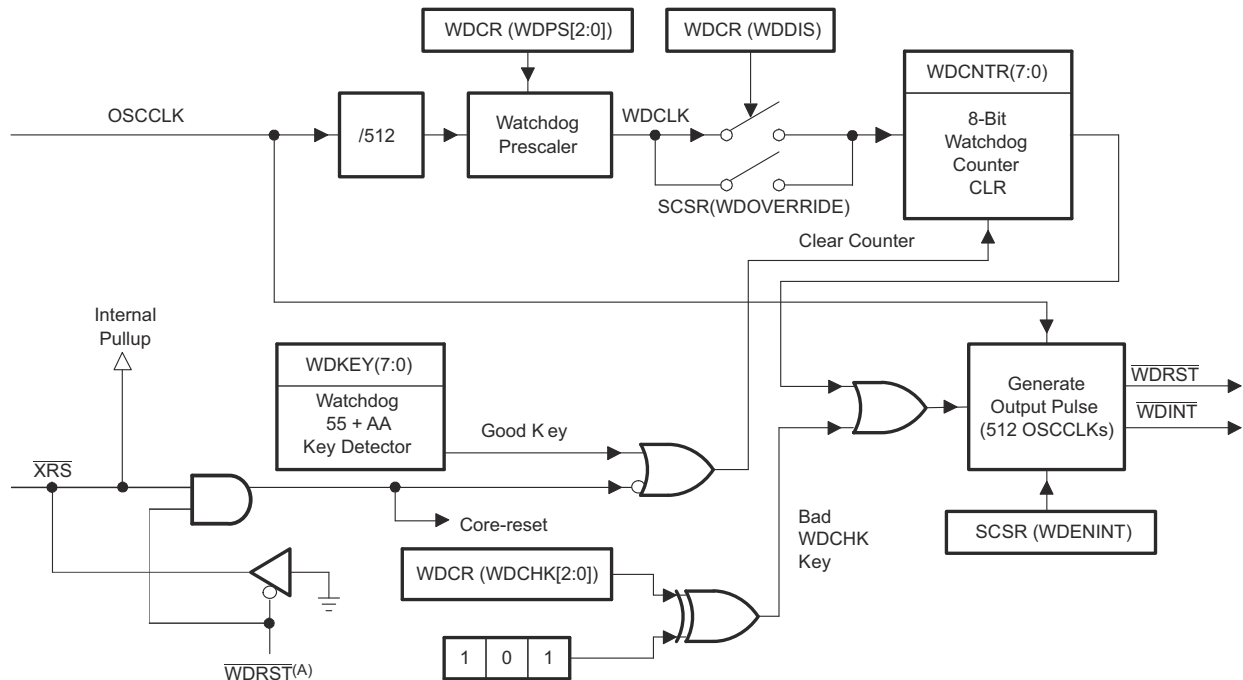 WDCR (WDPS[2:0])
WDCR (WDDIS)
WDCNTR(7:0)
OSCCLK
/512
Watchdog
Prescaler
WDCLK
8-Bit
Watchdog
Counter
CLR
SCSR(WDOVERRIDE)
Clear Counter
Internal
Pullup
WDKEY(7:0)
Watchdog
55 + AA
Key Detector
Good Key
Generate
Output Pulse
(512 OSCCLKs)
WDRST
WDINT
XRS
Core-reset
Bad
WDCHK
Key
SCSR (WDENINT)
WDCR (WDCHK[2:0])
1 0 1
WDRST(A)